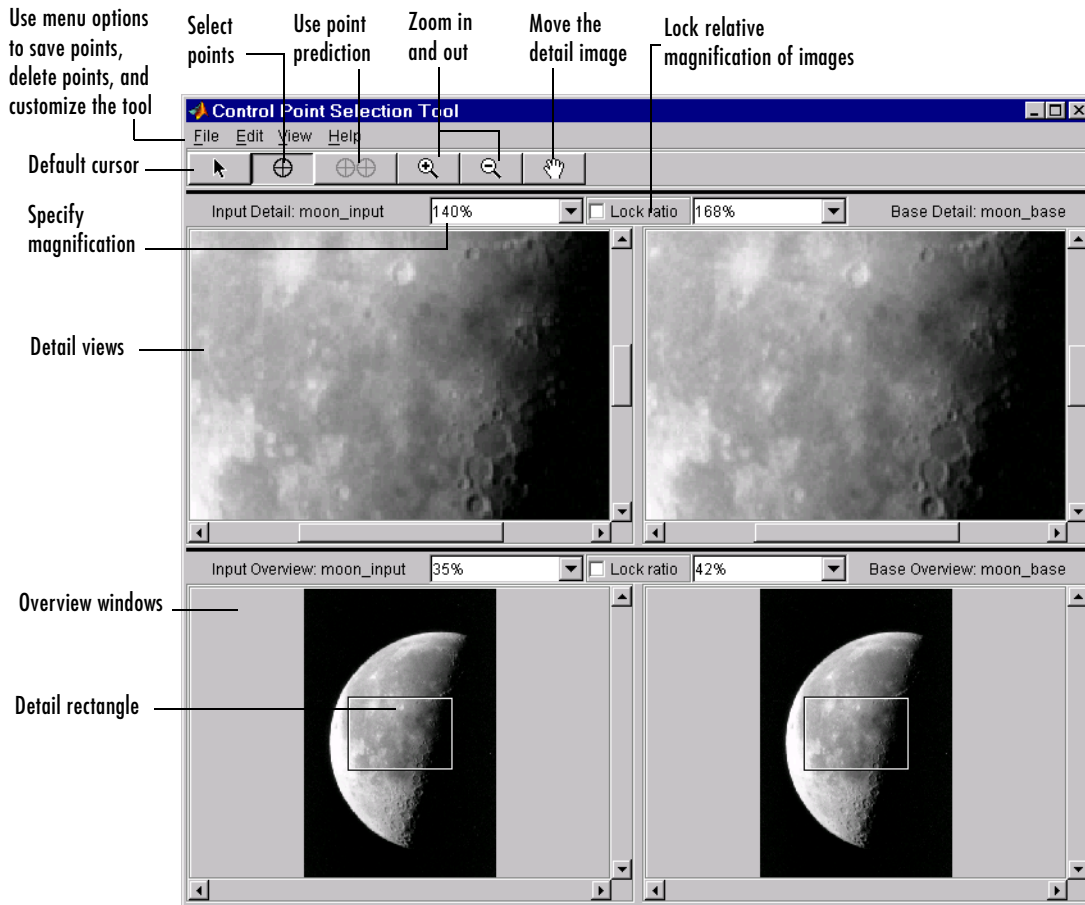 Use menu options
to save points,
delete points, and
customize the tool
Select
points
Use point
prediction
Zoom in
and out
Move the
detail image
Lock relative
magnification of images
Control Point Selection Tool
File Edit View Help
Default cursor
Specify
magnification
Input Detail: moon_input 140% Lock ratio 168% Base Detail: moon_base
Detail views
Input Overview: moon_input 35% Lock ratio 42% Base Overview: moon_base
Overview windows
Detail rectangle